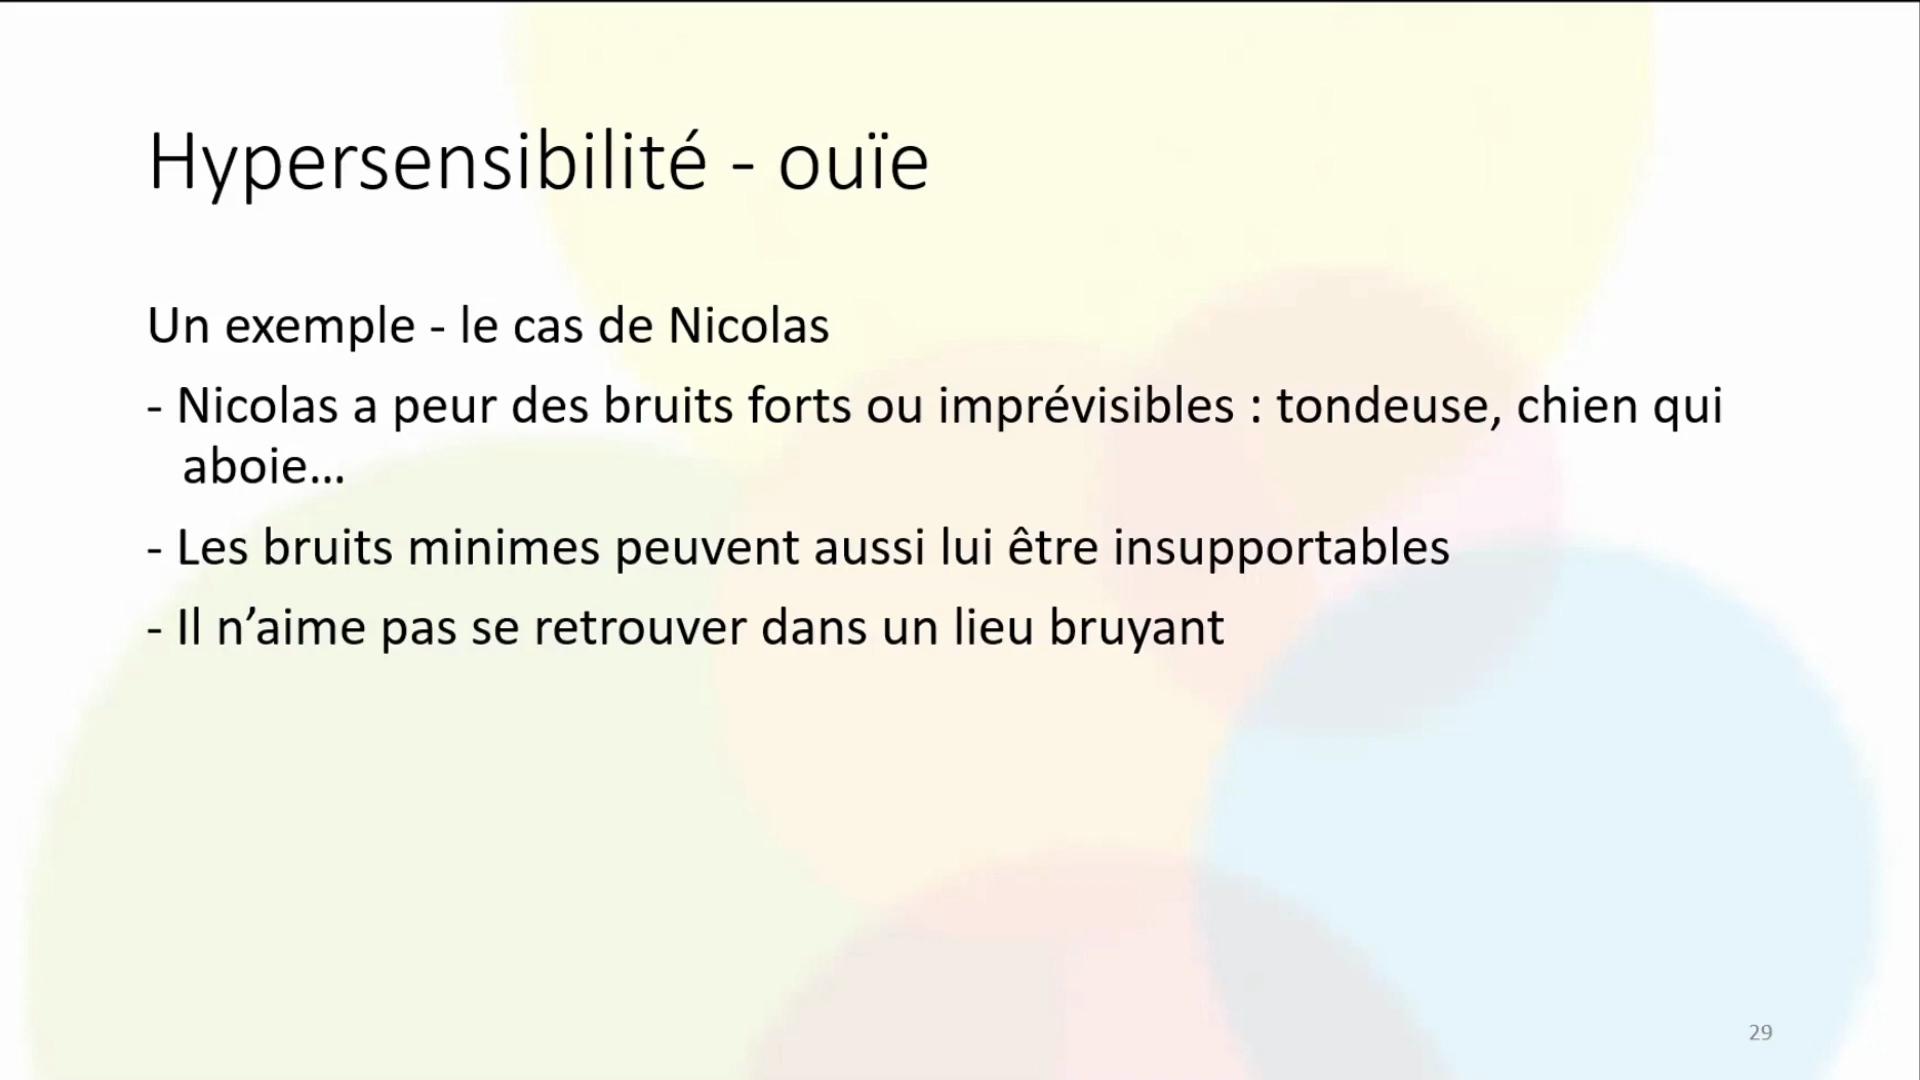 Hypersensibilité - ouïe
Un exemple - le cas de Nicolas
- Nicolas a peur des bruits forts ou imprévisibles : tondeuse, chien qui
aboie…
- Les bruits minimes peuvent aussi lui être insupportables
- Il n’aime pas se retrouver dans un lieu bruyant
29